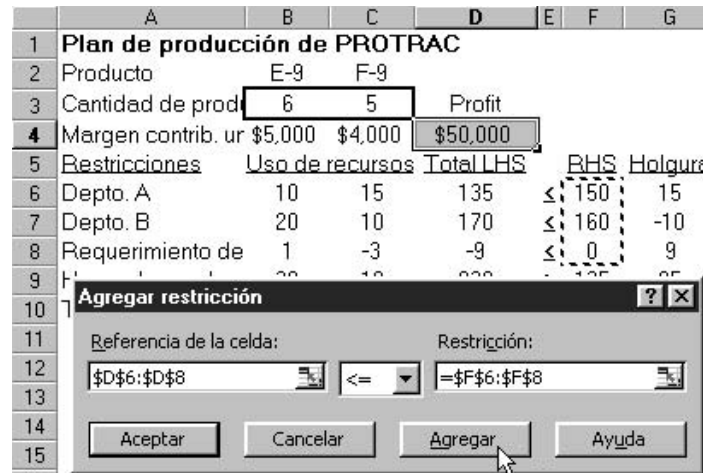 A B C D E F G
1 Plan de producción de PROTRAC
2 Producto E-9 F-9
3 Cantidad de prod 6 5 Profit
4 Margen contrib. ur $5,000 $4,000 $50,000
5 Restricciones Uso de recursos Total LHS RHS Holgura
6 Depto. A 10 15 135 ≤ 150 15
7 Depto. B 20 10 170 ≤ 160 -10
8 Requerimiento de 1 -3 -9 ≤ 0 9
9
10
11
12
13
14
15
Agregar restricción ? ×
Referencia de la celda: Restricción:
$D$6:$D$8 <= =$F$6:$F$8
Aceptar Cancelar Agregar Ayuda